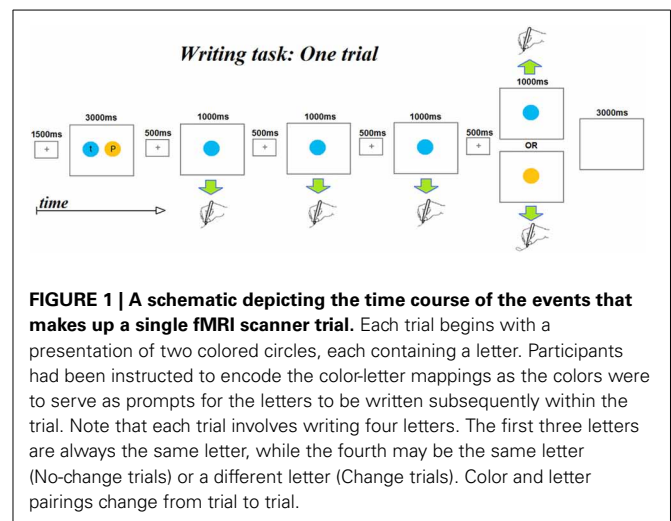 Writing task: One trial
1000ms
3000ms
1000ms
1000ms
1000ms
3000ms
1500ms
500ms
500ms
500ms
500ms
+
t
P
+
+
+
+
OR
time
FIGURE 1 | A schematic depicting the time course of the events that
makes up a single fMRI scanner trial. Each trial begins with a
presentation of two colored circles, each containing a letter. Participants
had been instructed to encode the color-letter mappings as the colors were
to serve as prompts for the letters to be written subsequently within the
trial. Note that each trial involves writing four letters. The first three letters
are always the same letter, while the fourth may be the same letter
(No-change trials) or a different letter (Change trials). Color and letter
pairings change from trial to trial.